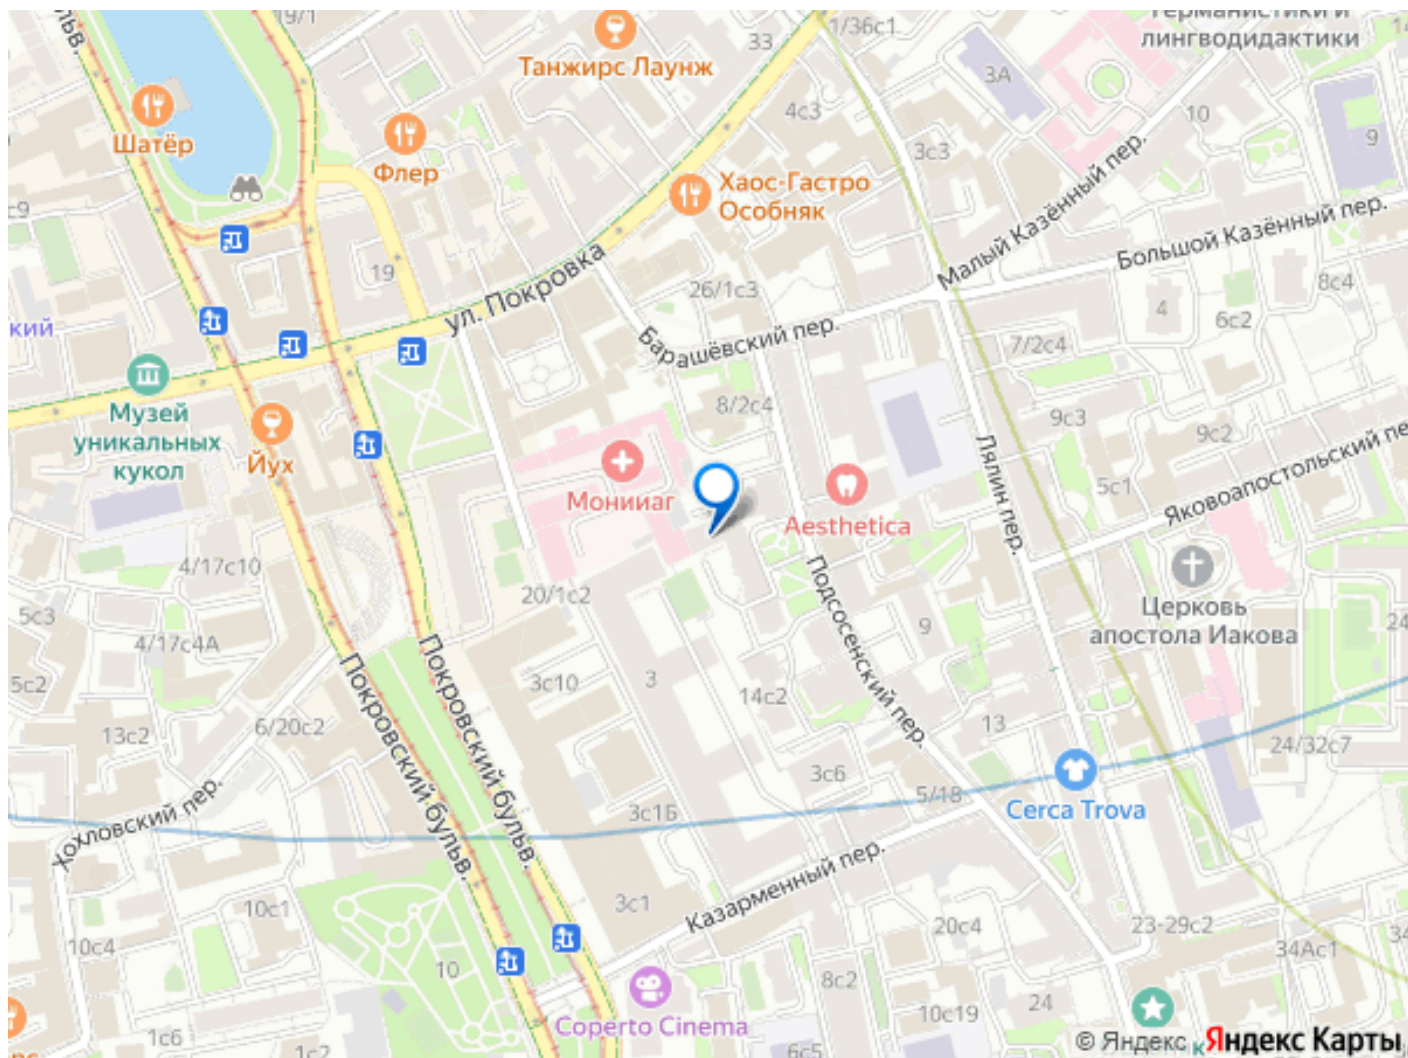 19/1
33
1/36с1
лингводидактики
Танжирс Лаунж
3А
4с3
10
9
Шатёр
Флер
3с3
Хаос-Гастро
Особняк
Малый Казённый пер.
Большой Казённый пер.
19
ул. Покровка
26/1с3
8с4
4
6с2
кий
Барашёвский пер.
7/2с4
Музей
уникальных
кукол
8/2с4
9с3
9с2
Йух
Мониииаг
Aesthetica
Лялин пер.
5с1
Яковоапостольский пе
4/17с10
20/1с2
Подсосенский пер.
Церковь
апостола Иакова
5с3
4/17с4А
9
24
5с2
Покровский бульв.
Покровский бульв.
3с10
3
14с2
13с2
6/20с2
13
24/32с7
3с6
5/18
Cerca Trova
Хохловский пер.
3с1Б
Казарменный пер.
10с1
3с1
20с4
23-29с2
10с4
34Ас1
10
8с2
Coperto Cinema
10с19
24
1с6
1с2
6с5
© Яндекс Яндекс Карты